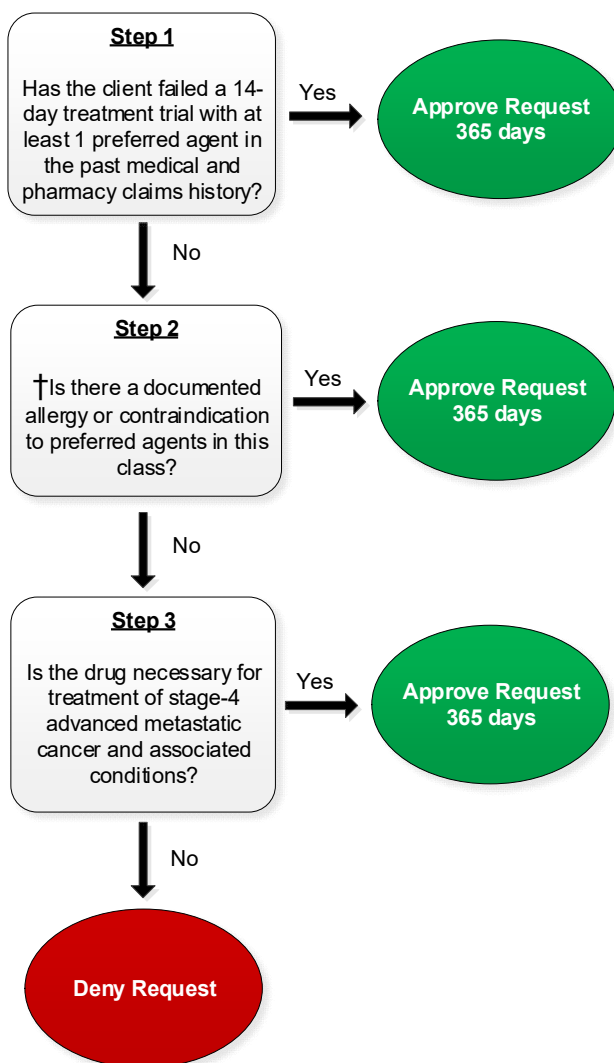 Step 1
Has the client failed a 14-
day treatment trial with at
least 1 preferred agent in
the past medical and
pharmacy claims history?
Yes
Approve Request
365 days
No
Step 2
†Is there a documented
allergy or contraindication
to preferred agents in this
class?
Yes
Approve Request
365 days
No
Step 3
Is the drug necessary for
treatment of stage-4
advanced metastatic
cancer and associated
conditions?
Yes
Approve Request
365 days
No
Deny Request